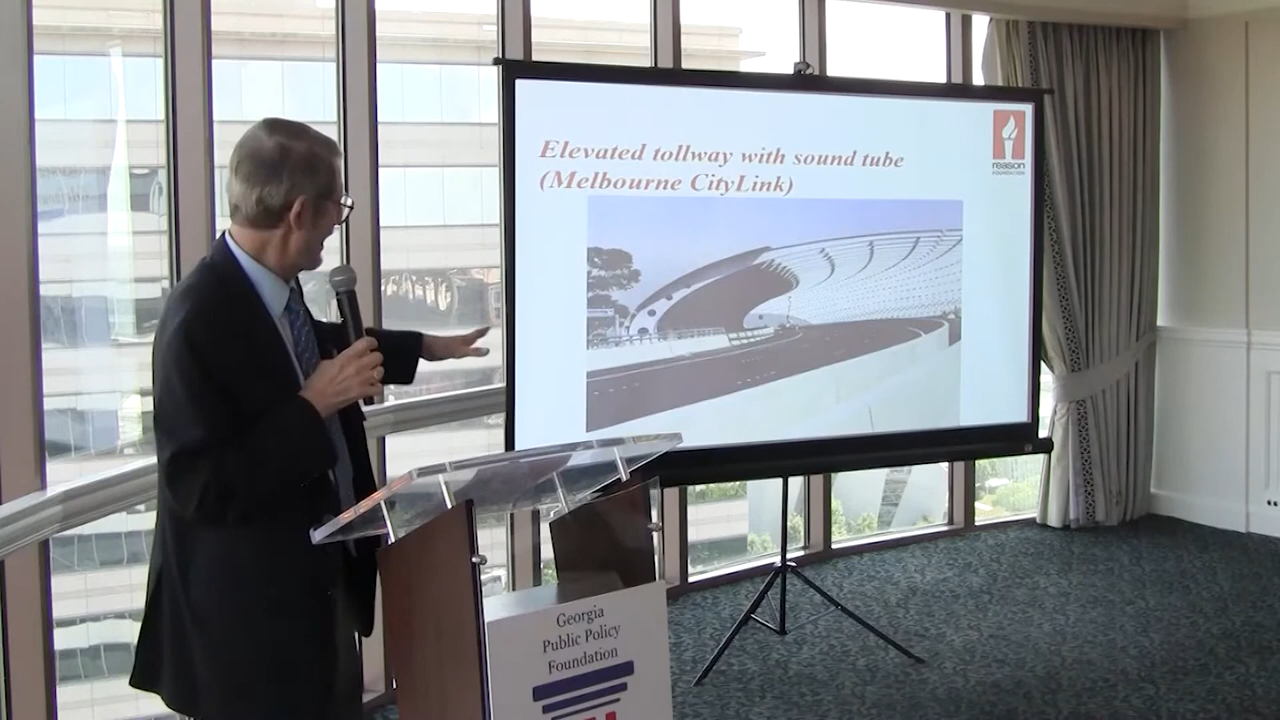 Elevated tollway with sound tube
(Melbourne CityLink)
reason
FOUNDATION
Georgia
Public Policy
Foundation